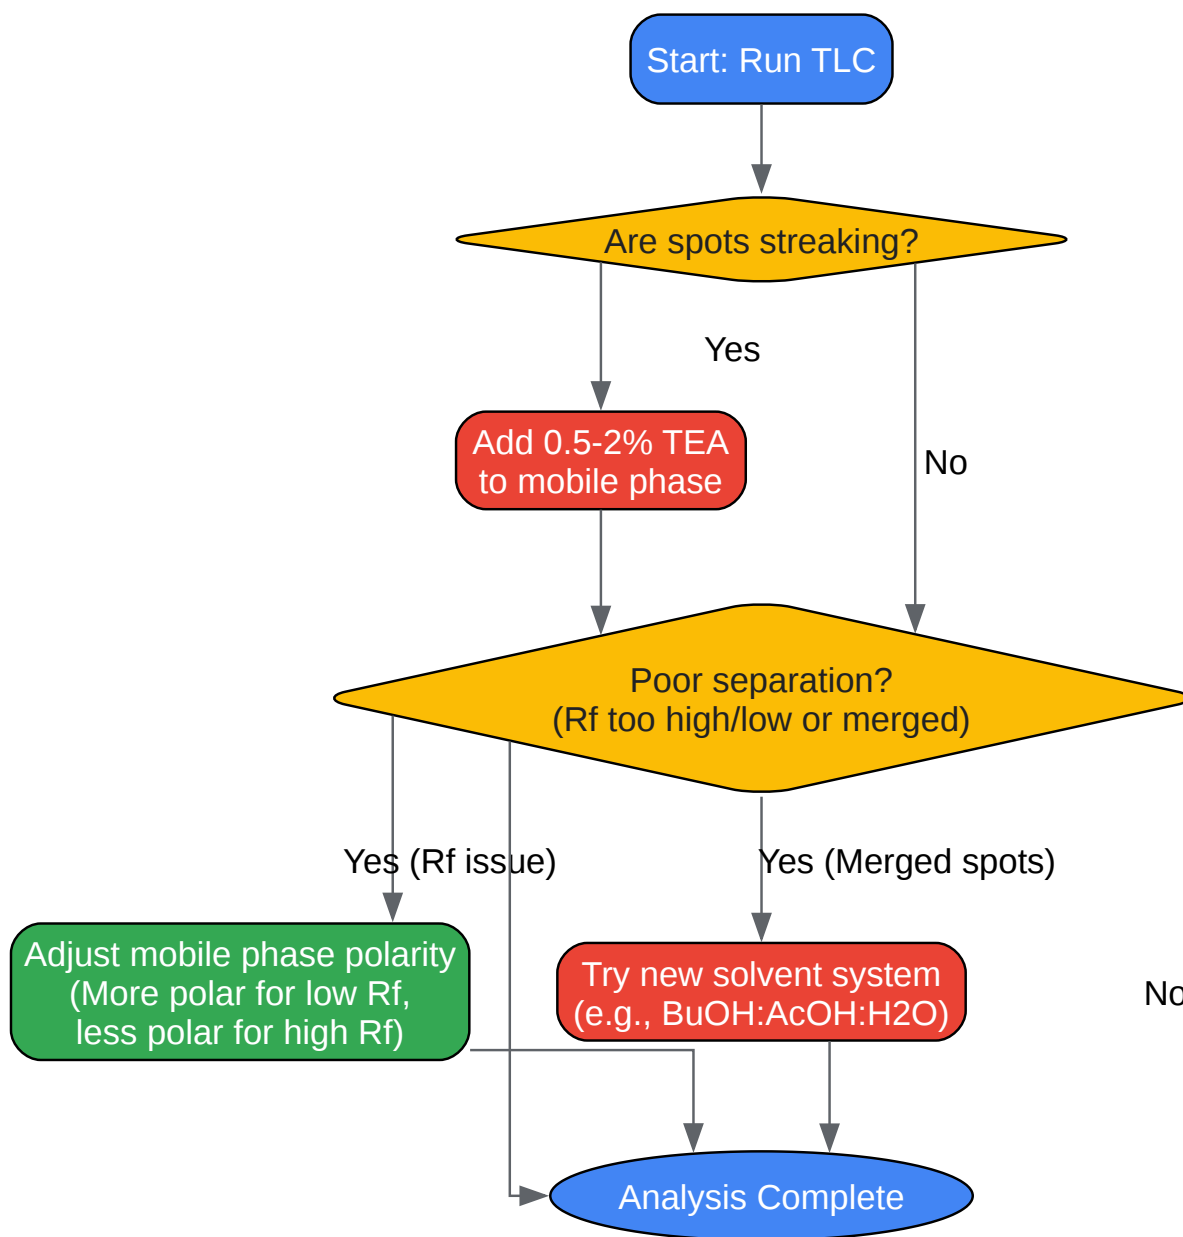 Start: Run TLC
Are spots streaking?
Yes
Add 0.5-2% TEA
to mobile phase
No
Poor separation?
(Rf too high/low or merged)
Yes (Rf issue)
Yes (Merged spots)
Adjust mobile phase polarity
(More polar for low Rf,
less polar for high Rf)
Try new solvent system
(e.g., BuOH:AcOH:H2O)
No
Analysis Complete